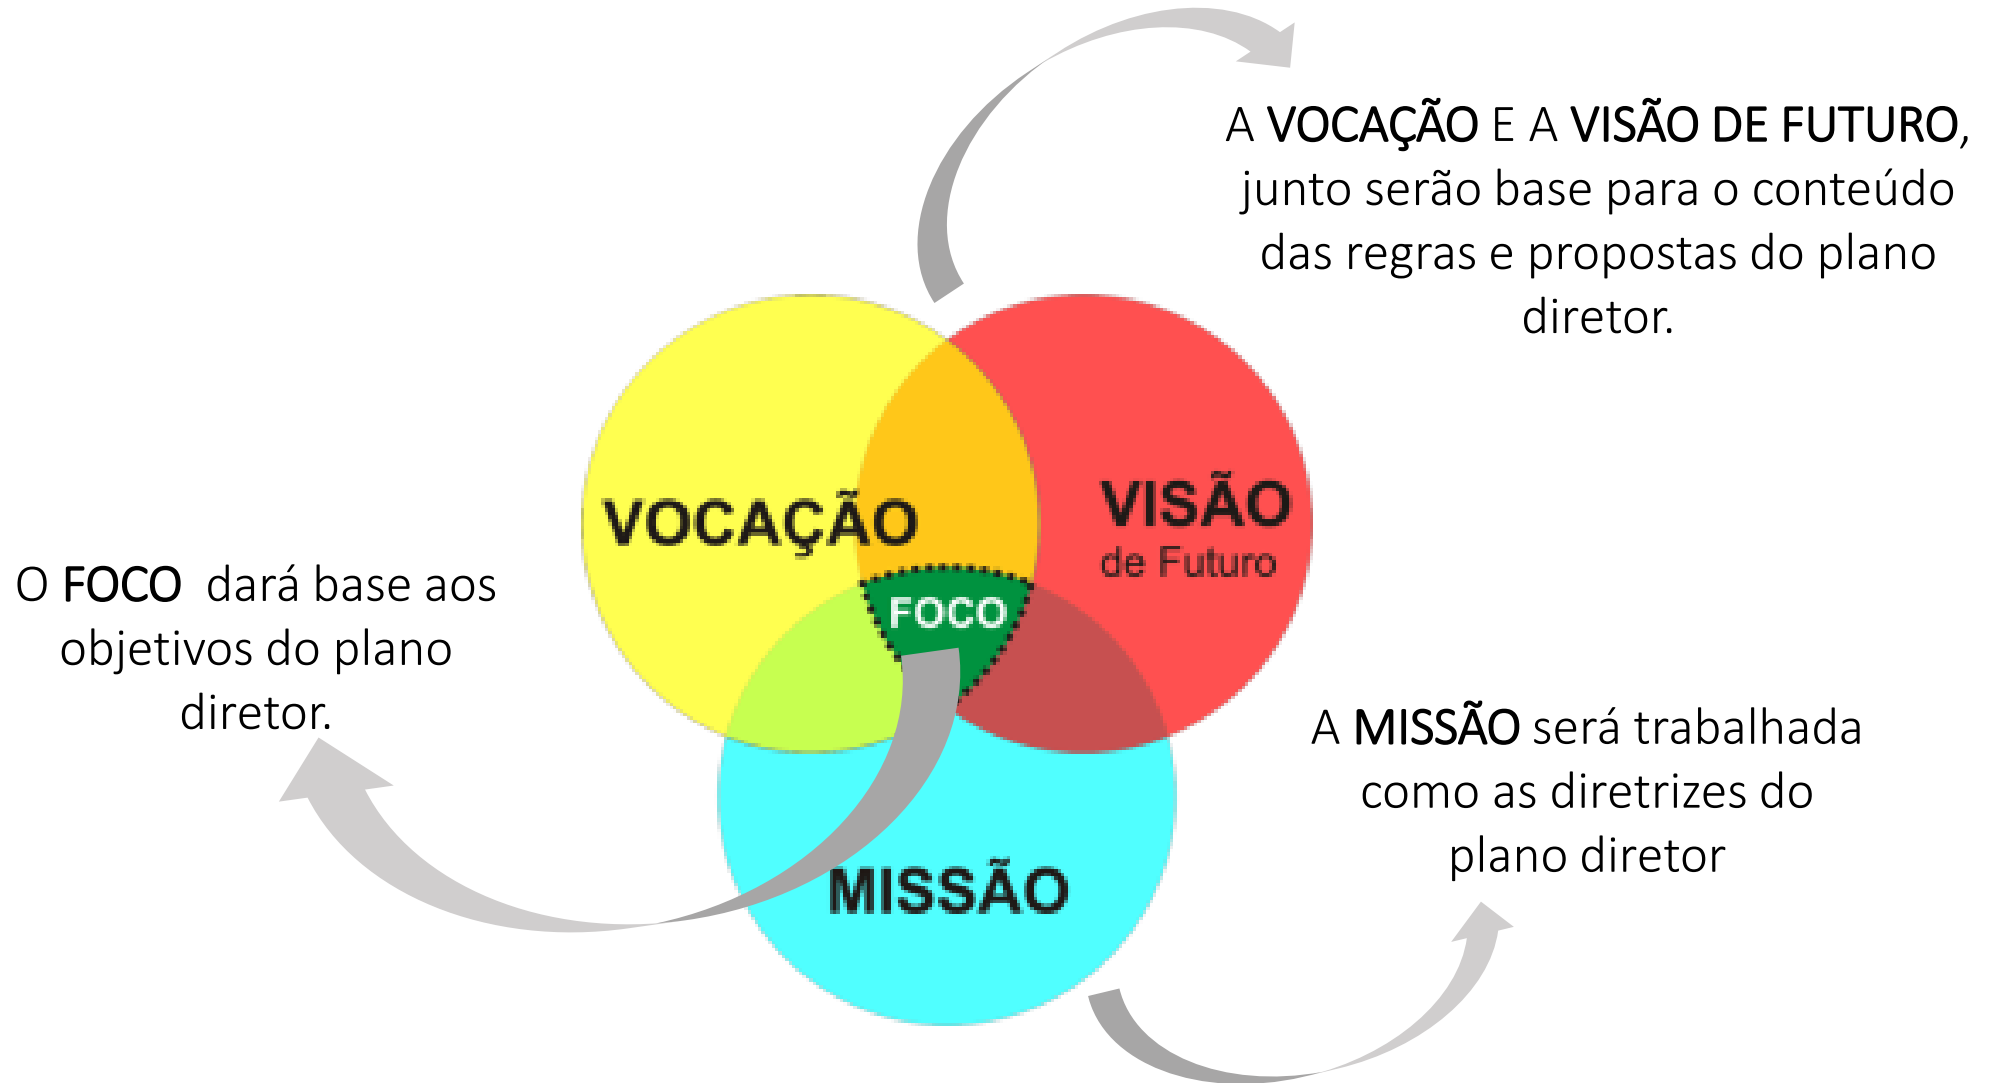 A VOCAÇÃO E A VISÃO DE FUTURO,
junto serão base para o conteúdo
das regras e propostas do plano
diretor.
VOCAÇÃO
VISÃO
de Futuro
FOCO
MISSÃO
O FOCO dará base aos
objetivos do plano
diretor.
A MISSÃO será trabalhada
como as diretrizes do
plano diretor